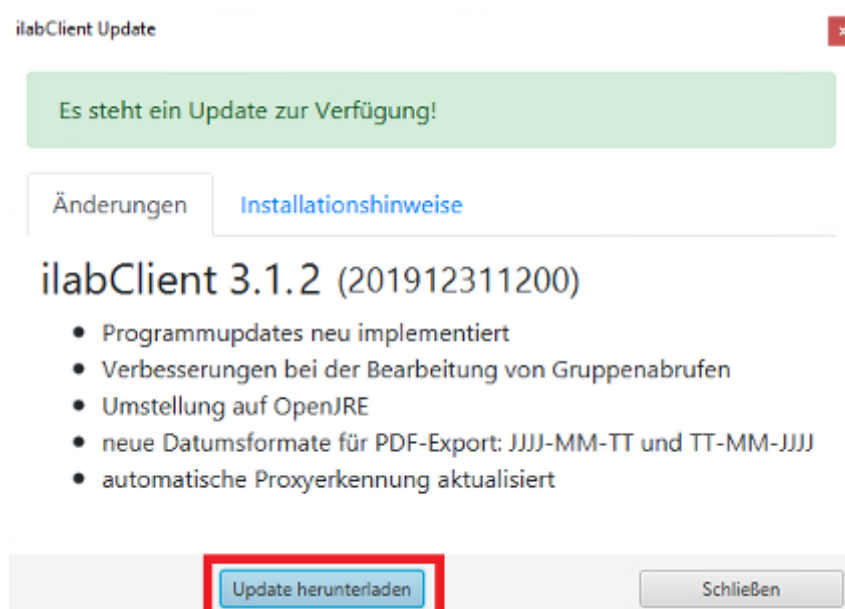 ilabClient Update
Es steht ein Update zur Verfügung!
Änderungen
Installationshinweise
ilabClient 3.1.2 (201912311200)
• Programmupdates neu implementiert
• Verbesserungen bei der Bearbeitung von Gruppenabrufen
• Umstellung auf OpenJRE
• neue Datumsformate für PDF-Export: JJJJ-MM-TT und TT-MM-JJJJ
• automatische Proxyerkennung aktualisiert
Update herunterladen
Schließen